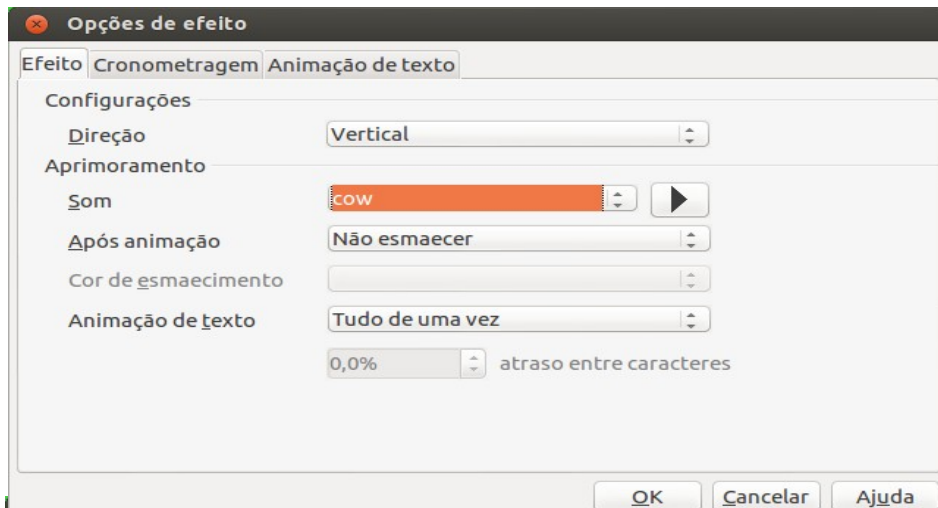 Opções de efeito
Efeito Cronometragem Animação de texto
Configurações
Direção Vertical
Aprimoramento
Som cow
Após animação Não esmaecer
Cor de esmaecimento
Animação de texto Tudo de uma vez
0,0% atraso entre caracteres
OK Cancelar Ajuda